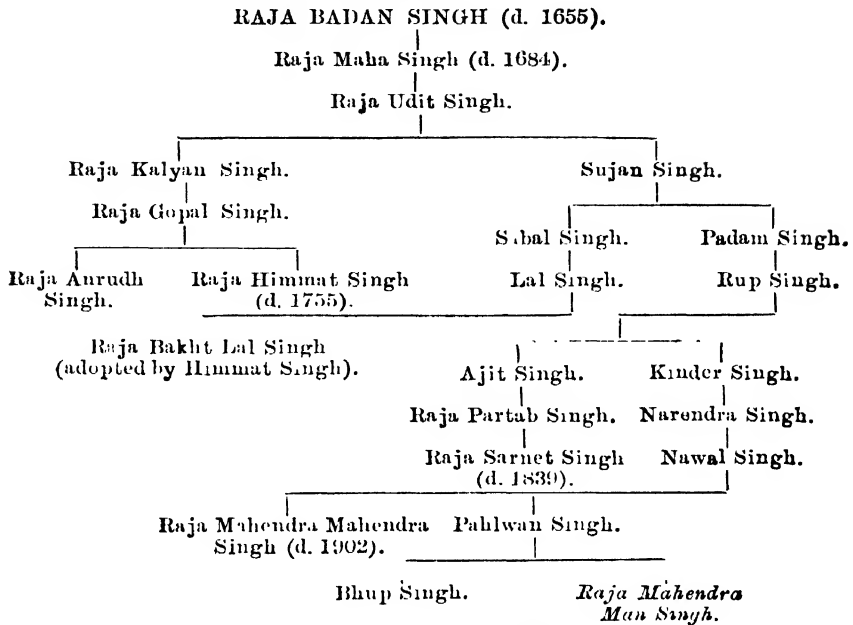 RAJA BADAN SINGH (d. 1655).
Raja Maha Singh (d. 1684).
Raja Udit Singh.
Raja Kalyan Singh. Sujan Singh.
Raja Gopal Singh.
Sabal Singh. Padam Singh.
Raja Anrudh Singh. Raja Himmat Singh (d. 1755). Lal Singh. Rup Singh.
Raja Bakht Lal Singh
(adopted by Himmat Singh).
Ajit Singh. Kinder Singh.
Raja Partab Singh. Narendra Singh.
Raja Sarnet Singh Nawal Singh.
(d. 1839).
Raja Mahendra Mahendra Pahlwan Singh.
Singh (d. 1902).
Bhup Singh. Raja Mahendra
Man Singh.